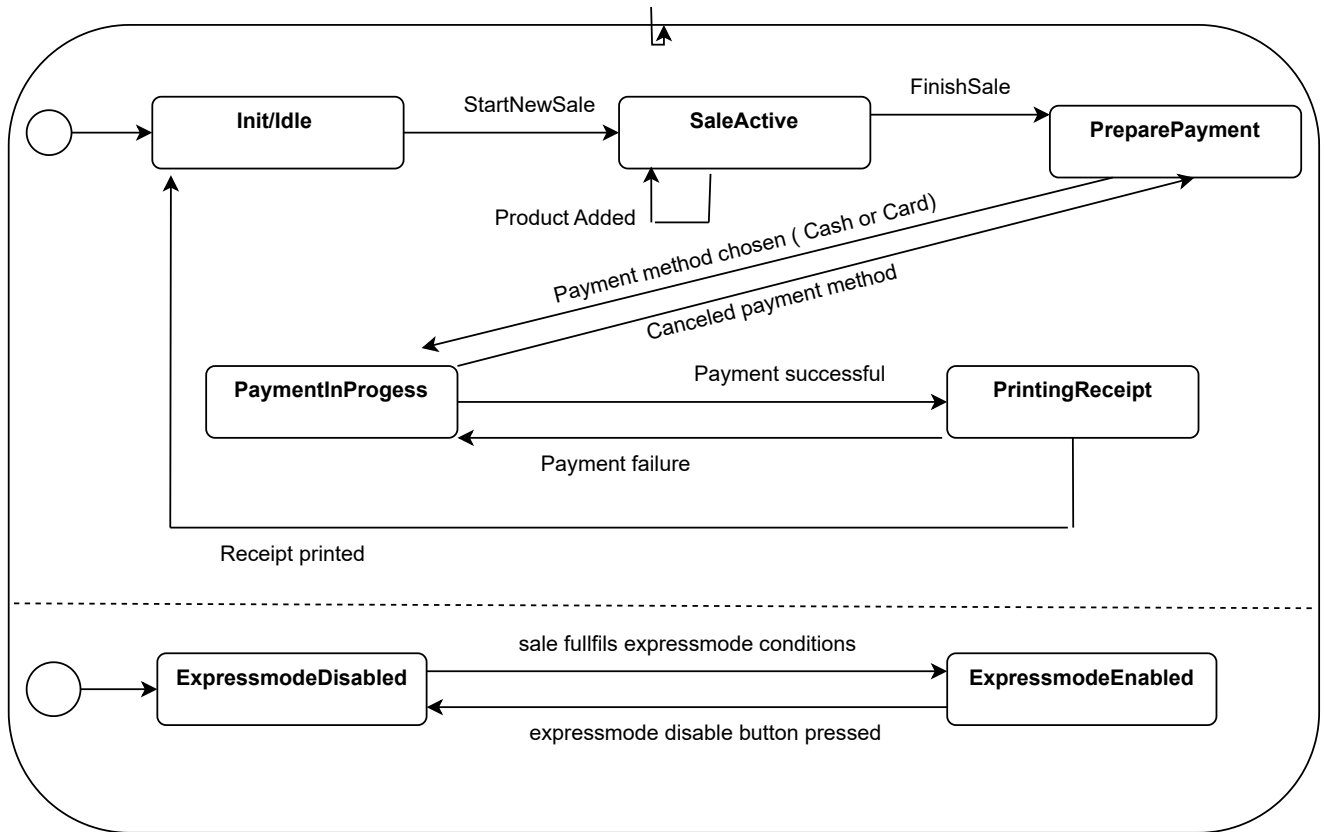 Init/Idle
StartNewSale
SaleActive
FinishSale
PreparePayment
Product Added
Payment method chosen ( Cash or Card)
Canceled payment method
PaymentInProgess
Payment successful
PrintingReceipt
Payment failure
Receipt printed
sale fullfils expressmode conditions
ExpressmodeDisabled
ExpressmodeEnabled
expressmode disable button pressed